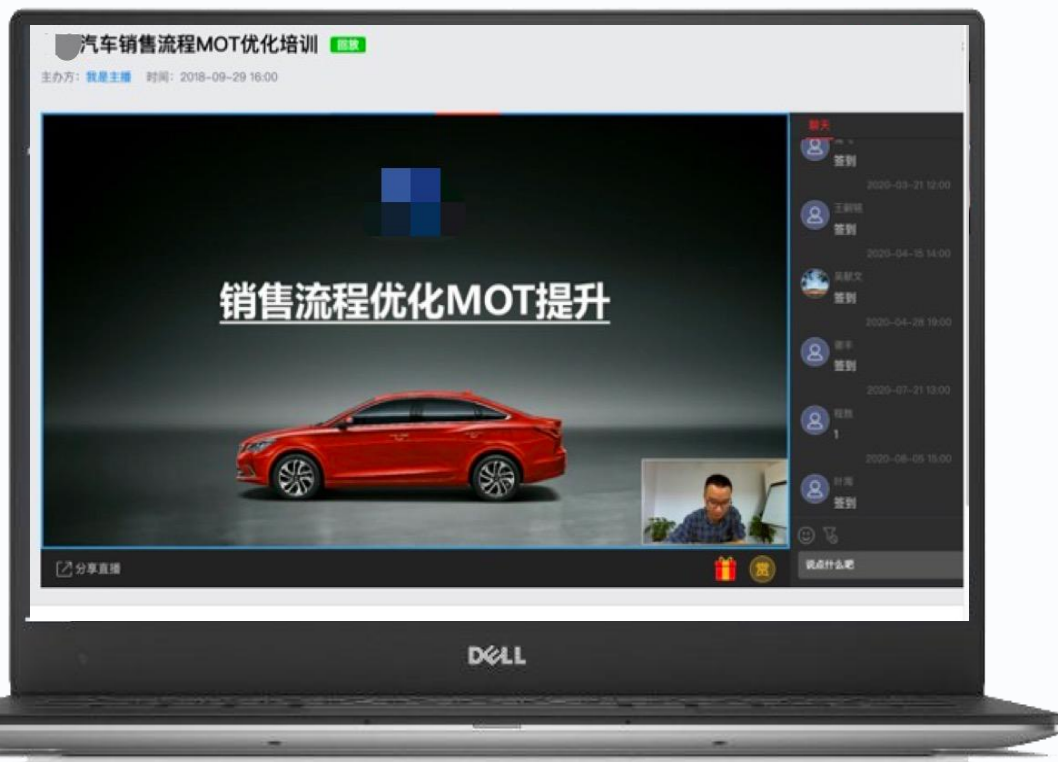 汽车销售流程MOT优化培训 回放
主办方：我是主播 时间：2018-09-29 16:00
销售流程优化MOT提升
聊天
签到
2020-03-21 12:00
签到
2020-04-15 14:00
吴献文
签到
2020-04-28 19:00
签到
2020-07-21 13:00
1
2020-08-05 15:00
签到
说点什么吧
分享直播
赏
DELL